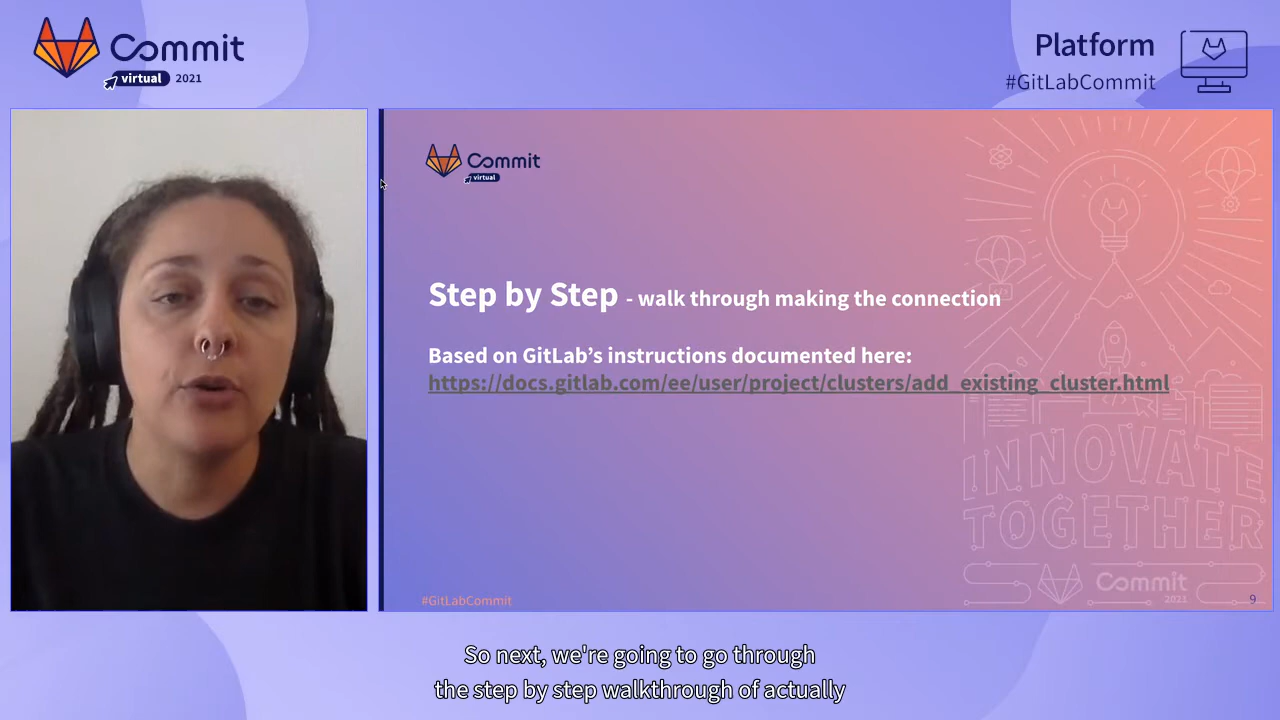 Commit
virtual 2021
Platform
#GitLabCommit
Commit
virtual
Step by Step - walk through making the connection
Based on GitLab’s instructions documented here:
https://docs.gitlab.com/ee/user/project/clusters/add_existing_cluster.html
INNOVATE
TOGETHER
Commit
2021
#GitLabCommit
9
So next, we're going to go through
the step by step walkthrough of actually